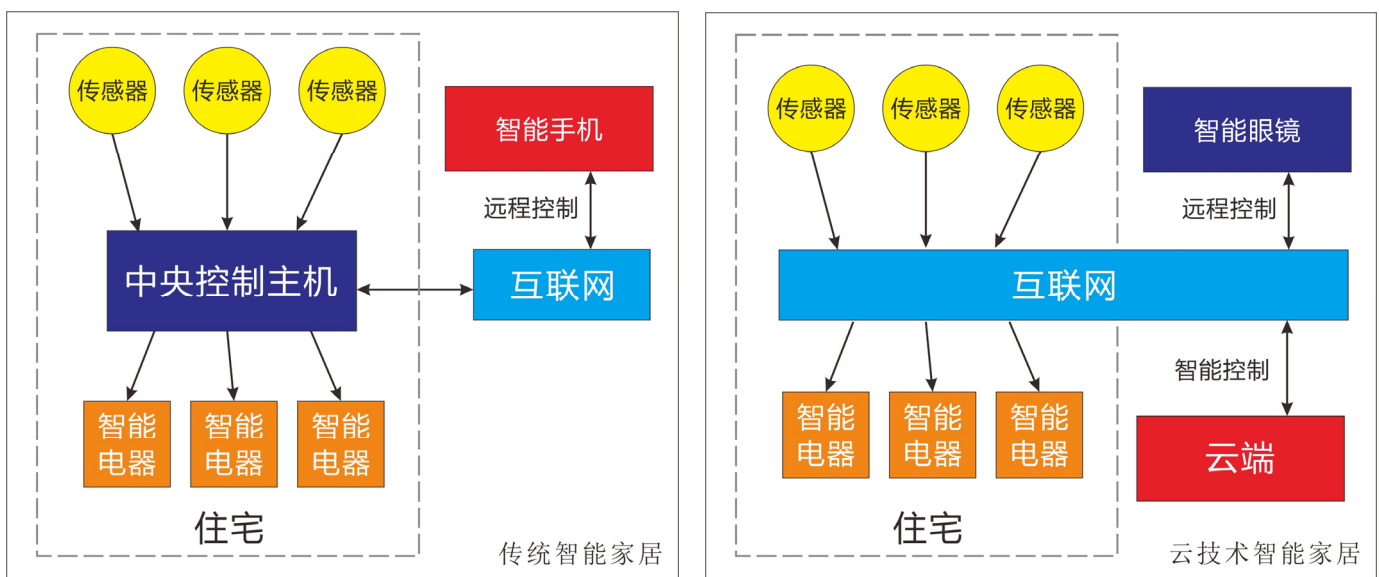 传感器
传感器
传感器
智能手机
远程控制
中央控制主机
互联网
智能
电器
智能
电器
智能
电器
住宅
传统智能家居
传感器
传感器
传感器
智能眼镜
远程控制
互联网
智能控制
智能
电器
智能
电器
智能
电器
云端
住宅
云技术智能家居